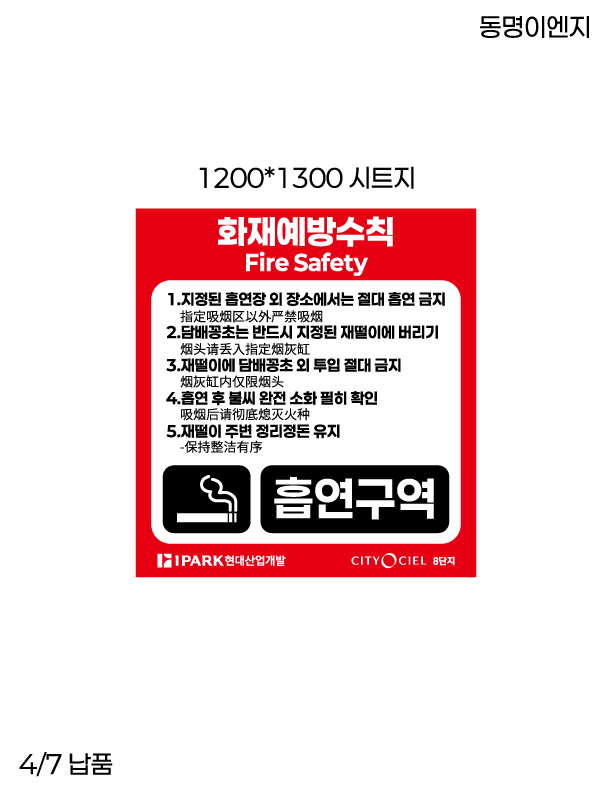 동명이엔지
1200*1300 시트지
화재예방수칙
Fire Safety
1.지정된 흡연장 외 장소에서는 절대 흡연 금지
指定吸烟区以外严禁吸烟
2.담배꽁초는 반드시 지정된 재떨이에 버리기
烟头请丢入指定烟灰缸
3.재떨이에 담배꽁초 외 투입 절대 금지
烟灰缸内仅限烟头
4.흡연 후 불씨 완전 소화 필히 확인
吸烟后请彻底熄灭火种
5.재떨이 주변 정리정돈 유지
-保持整洁有序
흡연구역
IPARK현대산업개발
CITY CIEL 8단지
4/7 납품